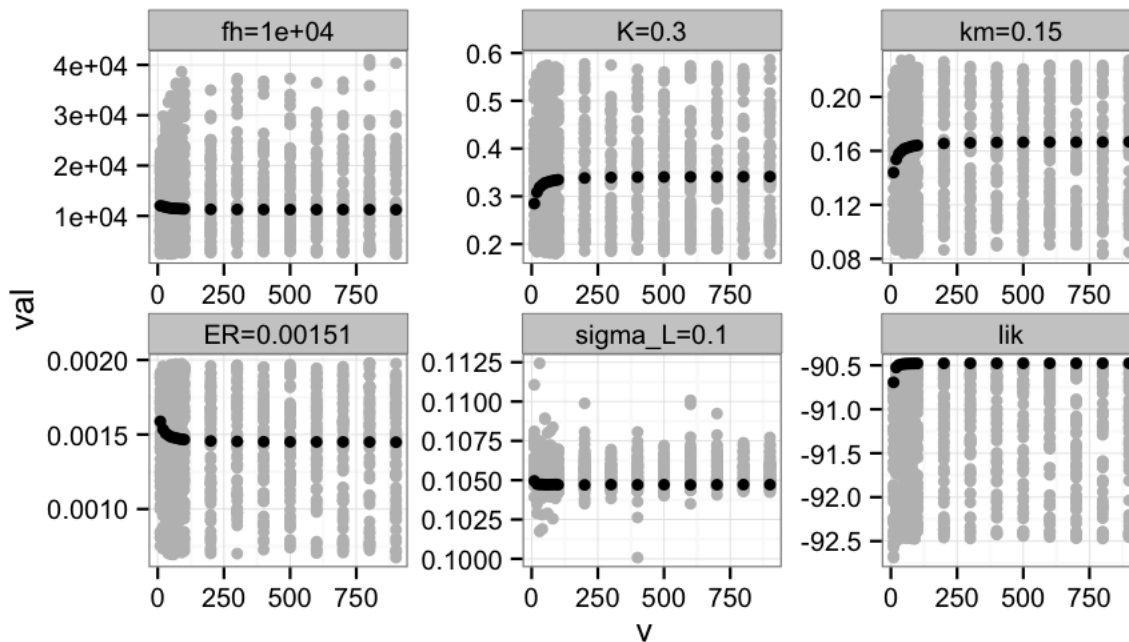 fh=1e+04
K=0.3
km=0.15
4e+04
3e+04
2e+04
1e+04
0.6
0.5
0.4
0.3
0.2
0.20
0.16
0.12
0.08
0 250 500 750
0 250 500 750
0 250 500 750
val
ER=0.00151
sigma_L=0.1
lik
0.0020
0.0015
0.0010
0.1125
0.1100
0.1075
0.1050
0.1025
0.1000
-90.5
-91.0
-91.5
-92.0
-92.5
0 250 500 750
0 250 500 750
0 250 500 750
v